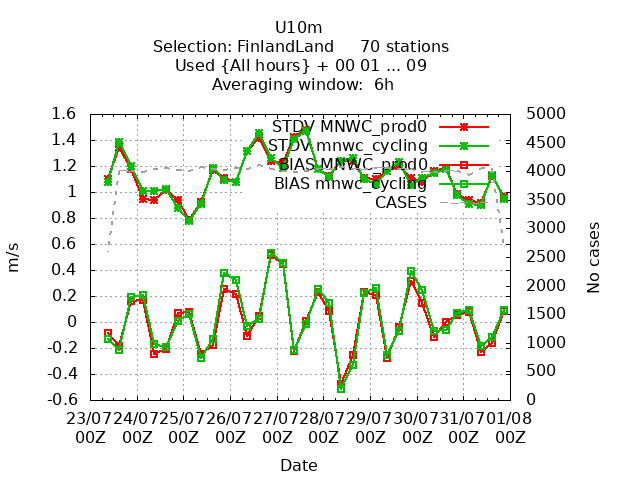 U10m
Selection: FinlandLand 70 stations
Used {All hours} + 00 01 ... 09
Averaging window: 6h
STDV MNWC_prod0
STDV mnwc_cycling
BIAS MNWC_prod0
BIAS mnwc_cycling
CASES
1.6
1.4
1.2
1
0.8
0.6
0.4
0.2
0
-0.2
-0.4
-0.6
m/s
5000
4500
4000
3500
3000
2500
2000
1500
1000
500
0
No cases
23/07 24/07 25/07 26/07 27/07 28/07 29/07 30/07 31/07 01/08
00Z 00Z 00Z 00Z 00Z 00Z 00Z 00Z 00Z 00Z
Date